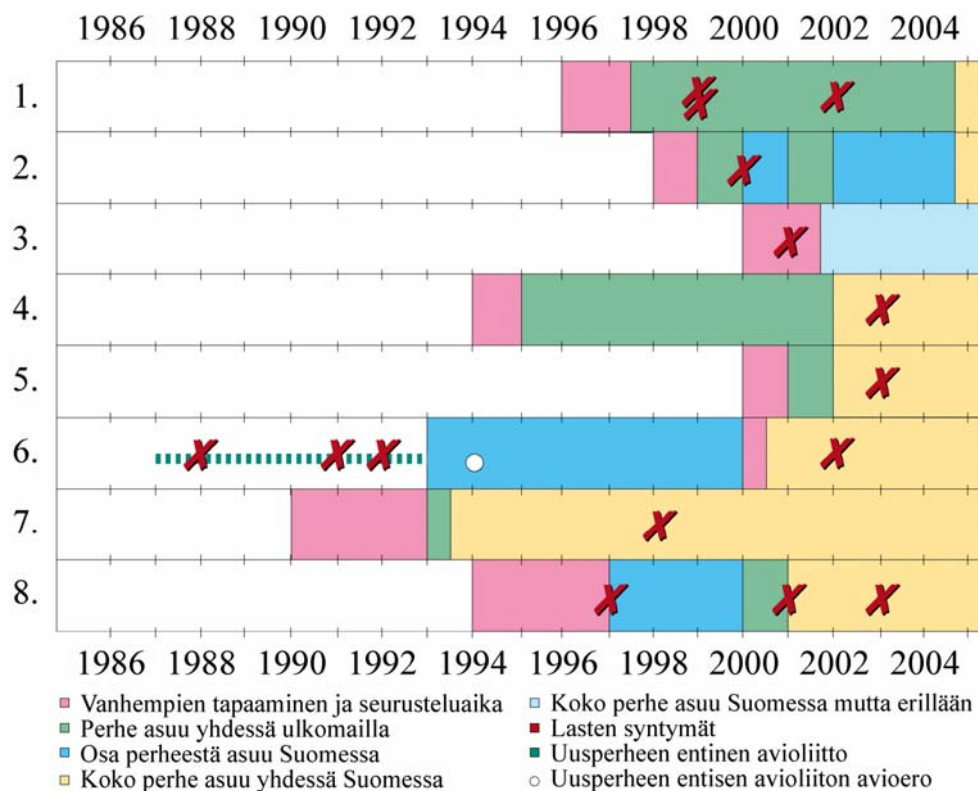 1986 1988 1990 1992 1994 1996 1998 2000 2002 2004
1.
2.
3.
4.
5.
6.
7.
8.
1986 1988 1990 1992 1994 1996 1998 2000 2002 2004
Vanhempien tapaaminen ja seurusteluaika
Perhe asuu yhdessä ulkomailla
Osa perheestä asuu Suomessa
Koko perhe asuu yhdessä Suomessa
Koko perhe asuu Suomessa mutta erillään
Lasten syntymät
Uusperheen entinen avioliitto
Uusperheen entisen avioliiton avioero